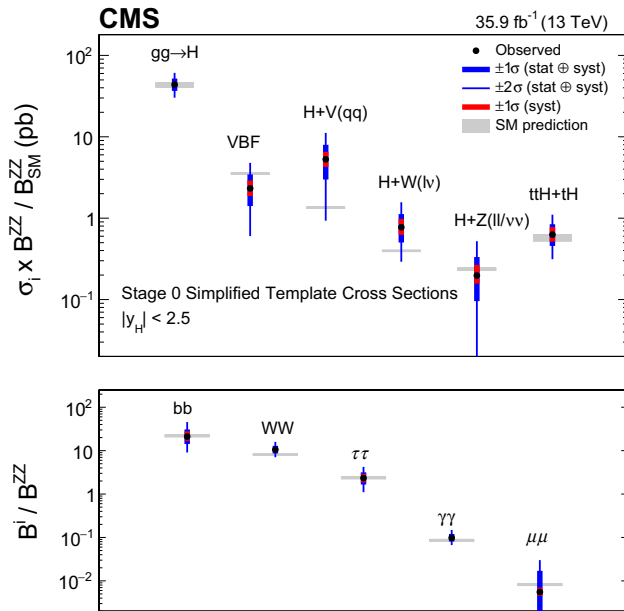 CMS
35.9 fb⁻¹ (13 TeV)
gg→H
Observed
±1σ (stat ⊕ syst)
±2σ (stat ⊕ syst)
±1σ (syst)
SM prediction
VBF
H+V(qq)
H+W(lν)
H+Z(ll/νν)
ttH+tH
Stage 0 Simplified Template Cross Sections
|y_H| < 2.5
σ_i x B^ZZ / B_SM^ZZ (pb)
10²
10
1
10⁻¹
bb
WW
ττ
γγ
μμ
B^i / B^ZZ
10²
10
1
10⁻¹
10⁻²